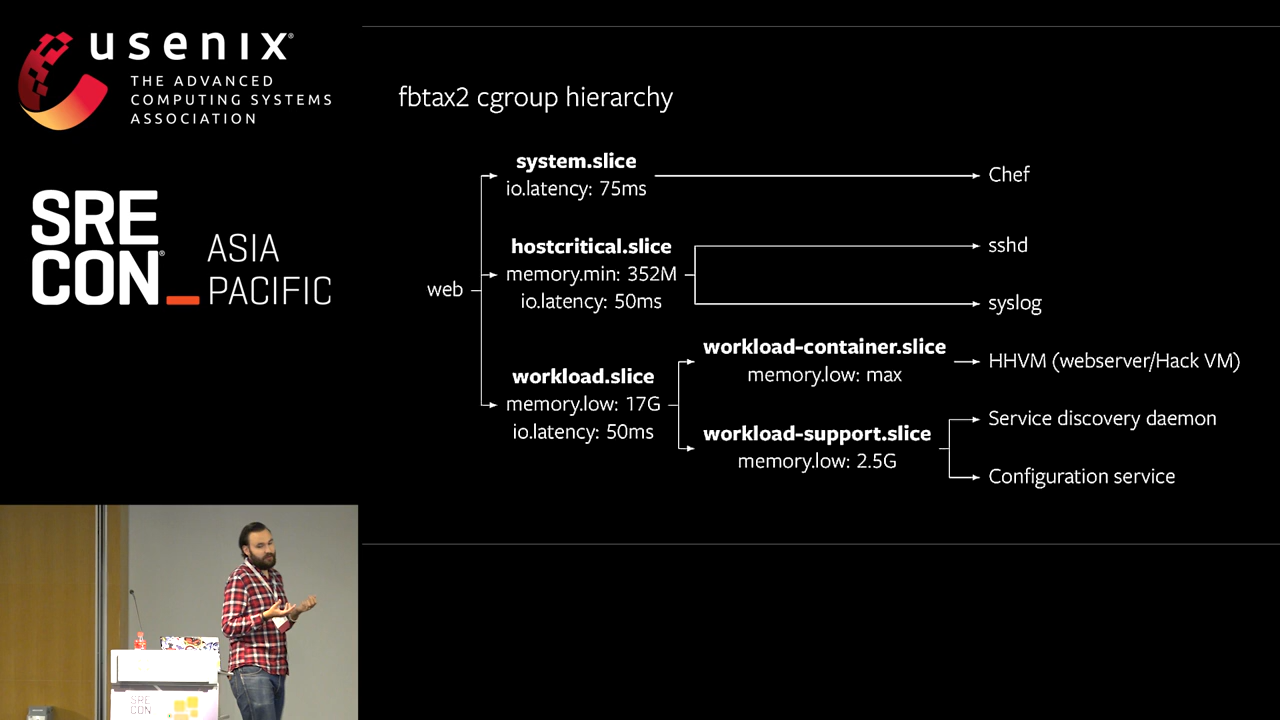 usenix®
THE ADVANCED
COMPUTING SYSTEMS
ASSOCIATION
SRE
CON®_
ASIA
PACIFIC
fbtax2 cgroup hierarchy
web
system.slice
io.latency: 75ms
Chef
hostcritical.slice
memory.min: 352M
io.latency: 50ms
sshd
syslog
workload.slice
memory.low: 17G
io.latency: 50ms
workload-container.slice
memory.low: max
HHVM (webserver/Hack VM)
workload-support.slice
memory.low: 2.5G
Service discovery daemon
Configuration service
SRE
CON